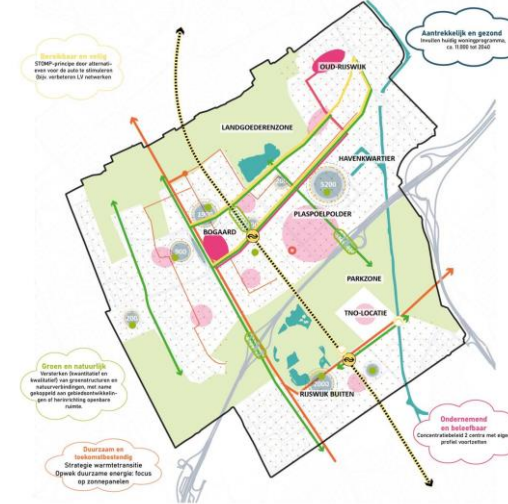 Bereikbaar en veilig
STOMP-principe door alternatie-
even voor de auto te stimuleren
(bijv. verbeteren LV netwerken)
Aantrekkelijk en gezond
Invullen huidig woningprogramma,
ca. 11.000 tot 2040
OUD-RIJSWIJK
LANDGOEDERENZONE
HAVENKWARTIER
5200
PLASPOELPOLDER
BOGAARD
PARKZONE
TNO-LOCATIE
200
RIJSWIJK BUITEN
Groen en natuurlijk
Versterken (kwantitatief en
kwalitatief) van groenstructuren en
natuurverbindingen, met name
gekoppeld aan gebiedsontwikkelin-
gen of herinrichting openbare
ruimte.
Duurzaam en
toekomstbestendig
Strategie warmtetransitie
Opwek duurzame energie: focus
op zonnepanelen
Ondernemend
en beleefbaar
Concentratiebeleid 2 centra met eigen
profiel voortzetten